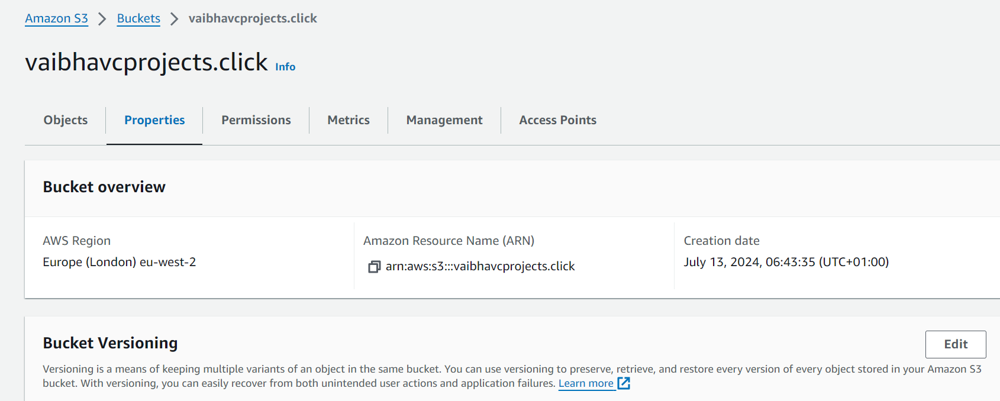 Amazon S3 Buckets vaibhavcprojects.click
vaibhavcprojects.click Info
Objects Properties Permissions Metrics Management Access Points
Bucket overview
AWS Region Amazon Resource Name (ARN) Creation date
Europe (London) eu-west-2 arn:aws:s3:::vaibhavcprojects.click July 13, 2024, 06:43:35 (UTC+01:00)
Bucket Versioning Edit
Versioning is a means of keeping multiple variants of an object in the same bucket. You can use versioning to preserve, retrieve, and restore every version of every object stored in your Amazon S3
bucket. With versioning, you can easily recover from both unintended user actions and application failures. Learn more